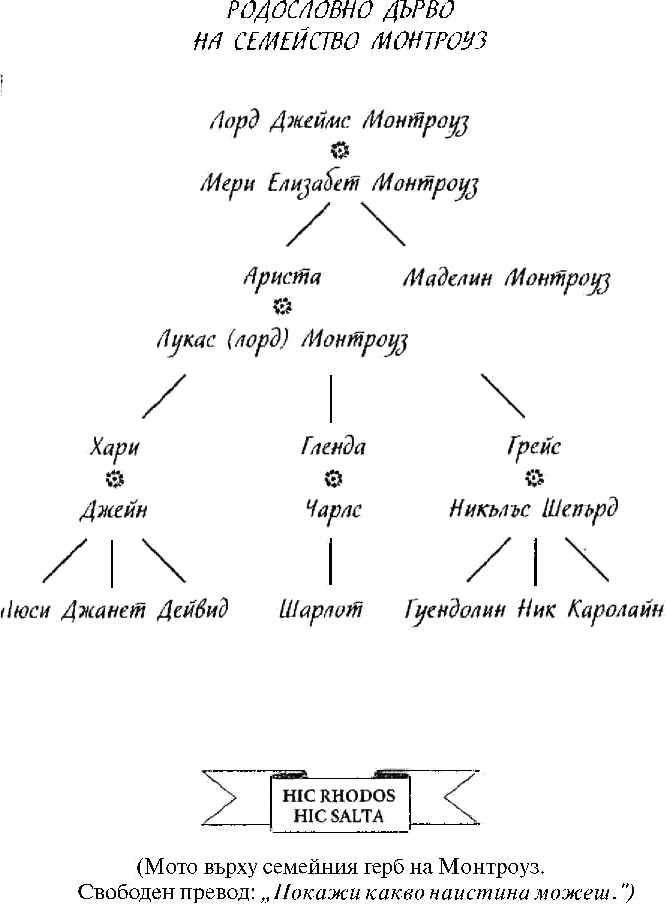 РОДОСЛОВНО ДЪРВО
НА СЕМЕЙСТВО МОНТРОУЗ
Лорд Джеймс Монтроуз
Мери Елизабет Монтроуз
Ариста Маделин Монтроуз
Лукас (лорд) Монтроуз
Хари Гленда Грейс
Джейн Чарлс Никълъс Шепърд
Люси Джанет Дейвид Шарлот Гуендолин Ник Каролайн
HIC RHODOS
HIC SALTA
(Мото върху семейния герб на Монтроуз.
Свободен превод: „Покажи какво наистина можеш.")